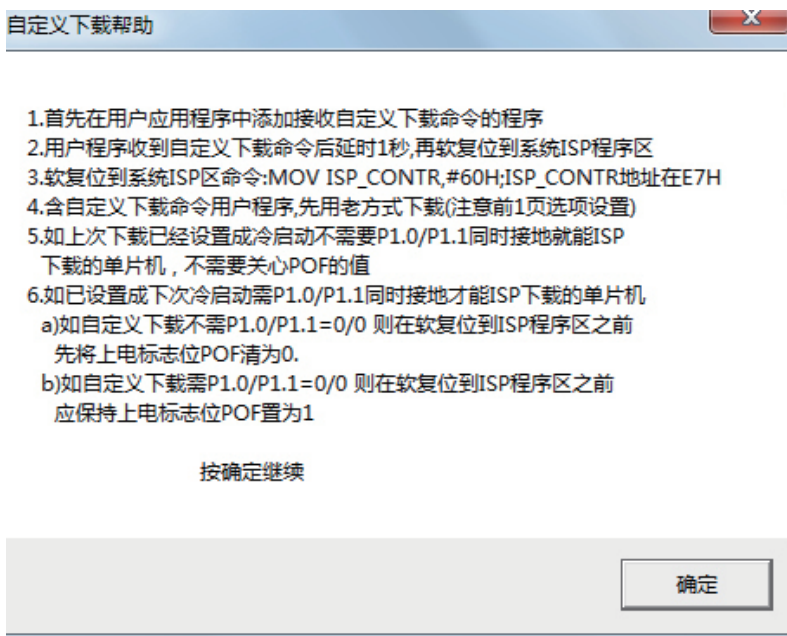 自定义下载帮助
1.首先在用户应用程序中添加接收自定义下载命令的程序
2.用户程序收到自定义下载命令后延时1秒,再软复位到系统ISP程序区
3.软复位到系统ISP区命令:MOV ISP_CONTR,#60H;ISP_CONTR地址在E7H
4.含自定义下载命令用户程序,先用老方式下载(注意前1页选项设置)
5.如上次下载已经设置成冷启动不需要P1.0/P1.1同时接地就能ISP
下载的单片机，不需要关心POF的值
6.如已设置成下次冷启动需P1.0/P1.1同时接地才能ISP下载的单片机
a)如自定义下载不需P1.0/P1.1=0/0 则在软复位到ISP程序区之前
先将上电标志位POF清为0.
b)如自定义下载需P1.0/P1.1=0/0 则在软复位到ISP程序区之前
应保持上电标志位POF置为1
按确定继续
确定